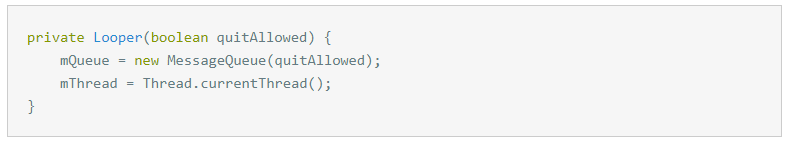 private Looper(boolean quitAllowed) {
    mQueue = new MessageQueue(quitAllowed);
    mThread = Thread.currentThread();
}